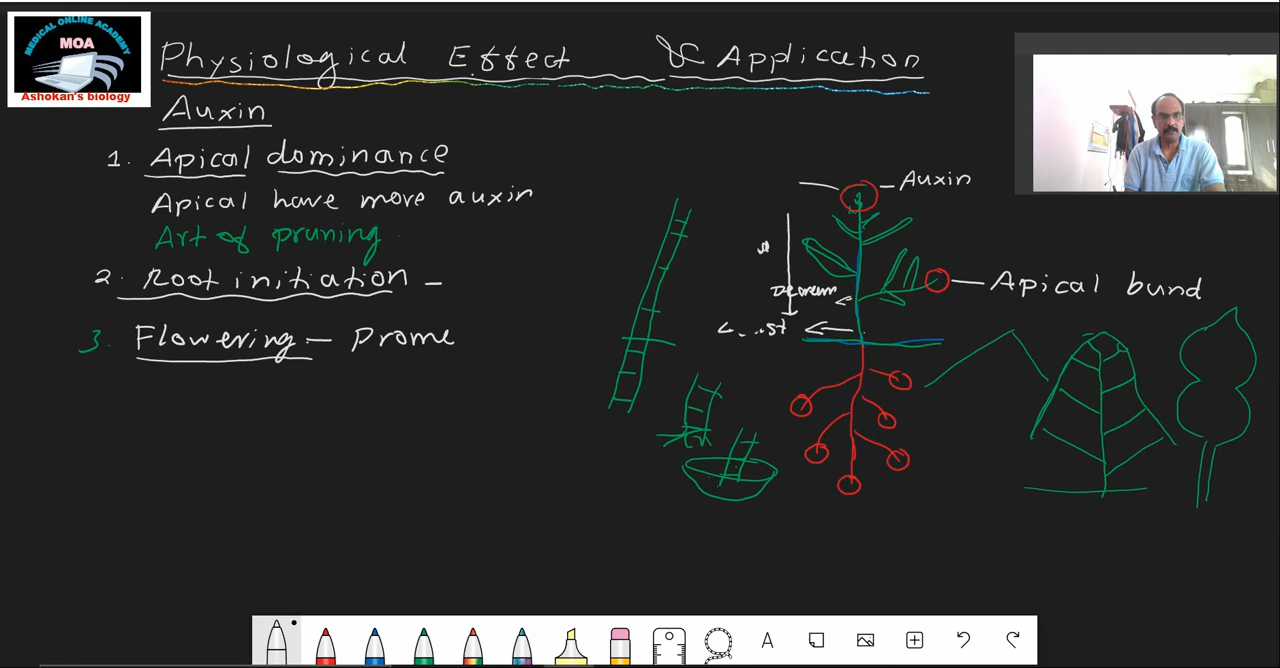 MEDICAL ONLINE ACADEMY
MOA
Ashokan's biology
Physiological Effect & Application
Auxin
1. Apical dominance
Apical have more auxin
Art of pruning
2. Root initiation -
3. Flowering - Prome
Auxin
Apical bund
A